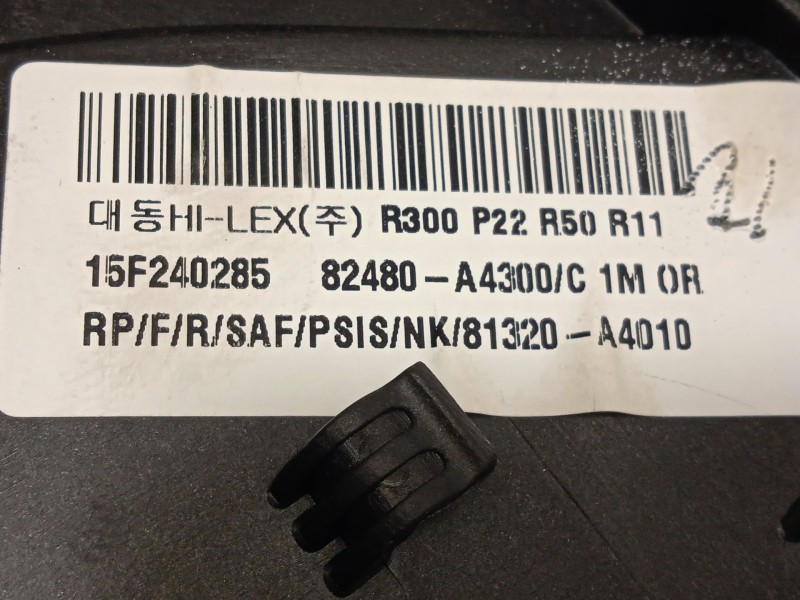 대동HI-LEX(주) R300 P22 R50 R11
15F240285 82480-A4300/C 1M OR
RP/F/R/SAF/PSIS/NK/81320-A4010